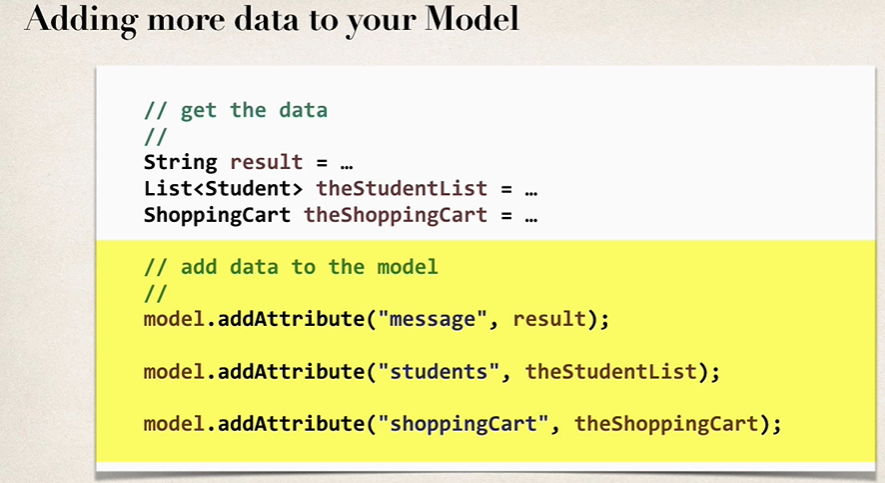 Adding more data to your Model
// get the data
//
String result = …
List<Student> theStudentList = …
ShoppingCart theShoppingCart = …
// add data to the model
//
model.addAttribute("message", result);
model.addAttribute("students", theStudentList);
model.addAttribute("shoppingCart", theShoppingCart);